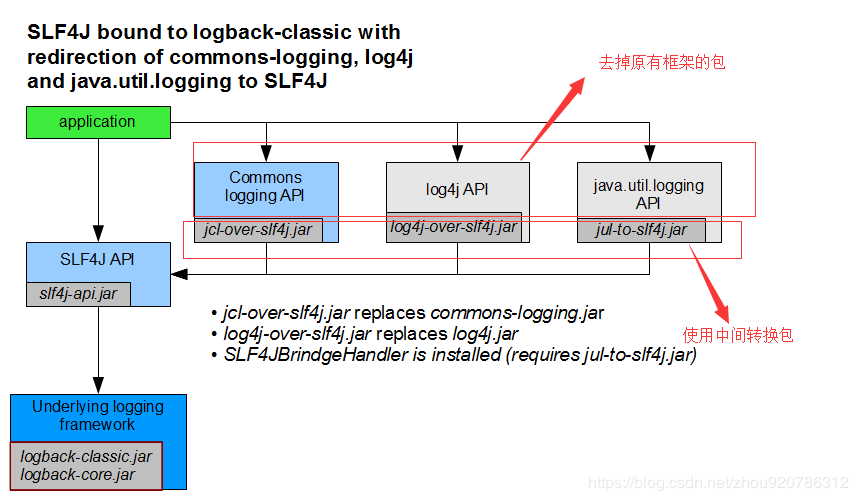 SLF4J bound to logback-classic with
redirection of commons-logging, log4j
and java.util.logging to SLF4J
去掉原有框架的包
application
Commons
logging API
jcl-over-slf4j.jar
log4j API
log4j-over-slf4j.jar
java.util.logging
API
jul-to-slf4j.jar
SLF4J API
slf4j-api.jar
• jcl-over-slf4j.jar replaces commons-logging.jar
• log4j-over-slf4j.jar replaces log4j.jar
• SLF4JBrindgeHandler is installed (requires jul-to-slf4j.jar)
使用中间转换包
Underlying logging
framework
logback-classic.jar
logback-core.jar
https://blog.csdn.net/zhou920786312